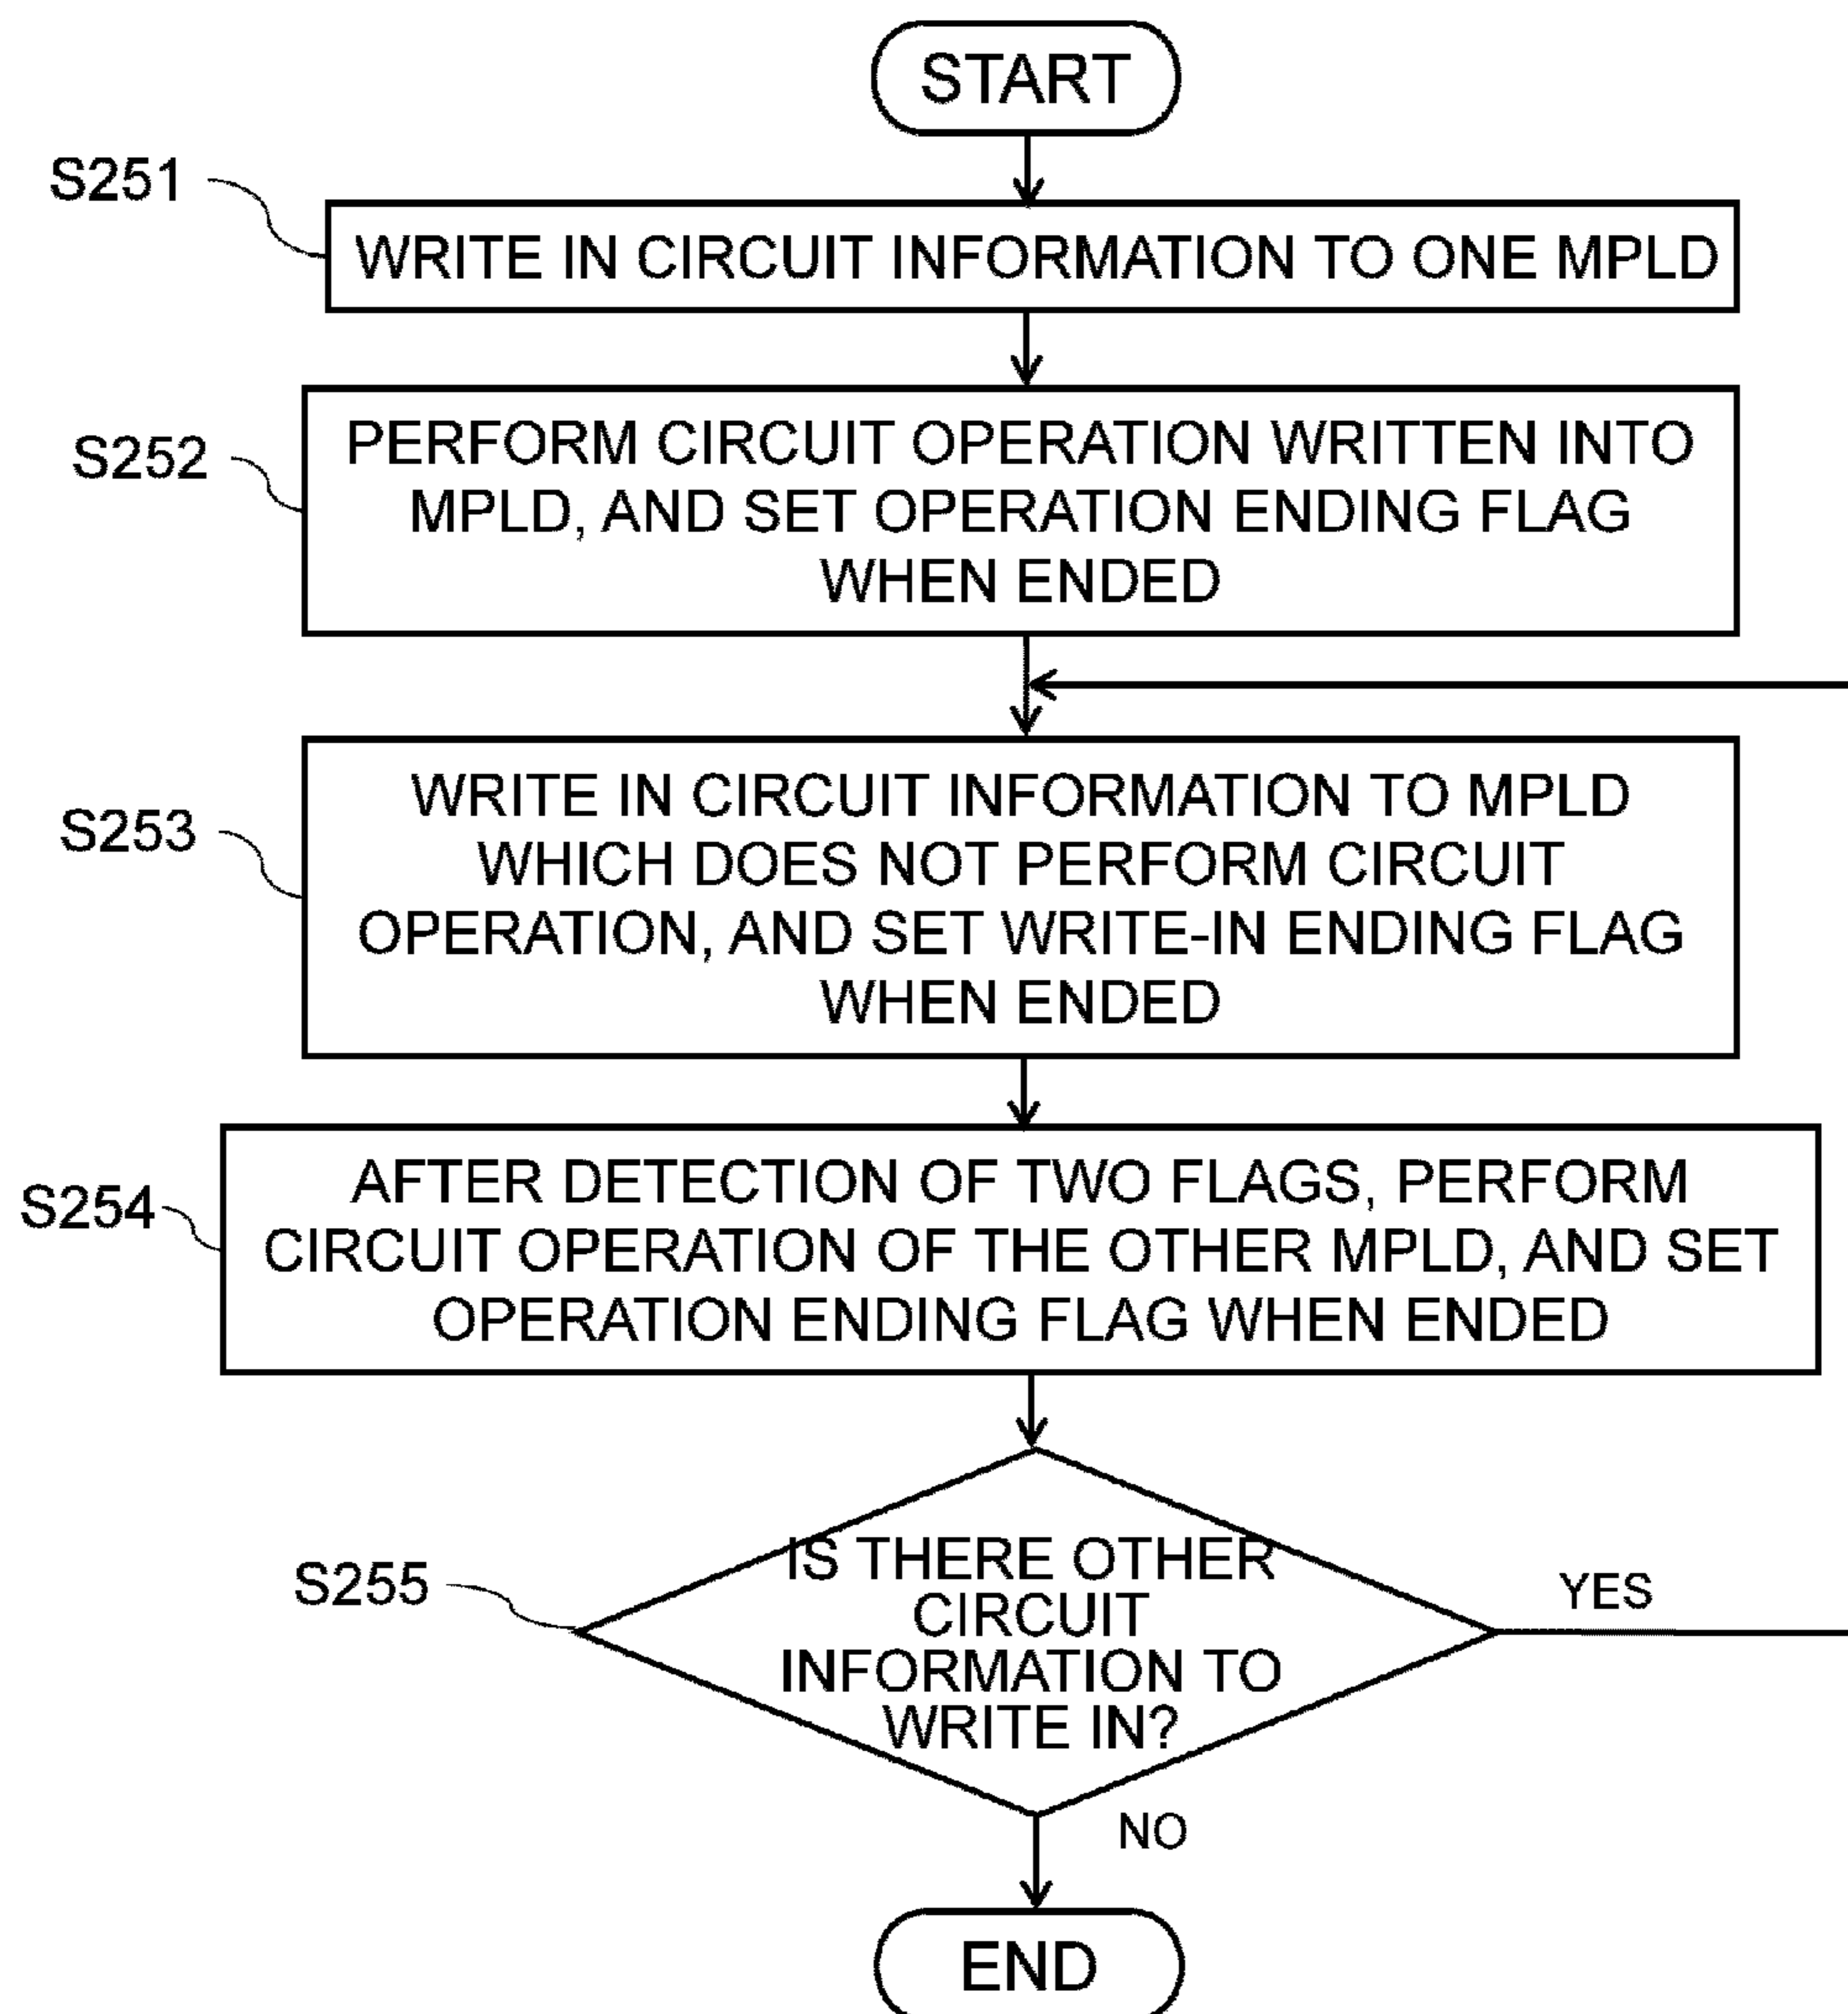 START
S251
WRITE IN CIRCUIT INFORMATION TO ONE MPLD
S252
PERFORM CIRCUIT OPERATION WRITTEN INTO
MPLD, AND SET OPERATION ENDING FLAG
WHEN ENDED
S253
WRITE IN CIRCUIT INFORMATION TO MPLD
WHICH DOES NOT PERFORM CIRCUIT
OPERATION, AND SET WRITE-IN ENDING FLAG
WHEN ENDED
S254
AFTER DETECTION OF TWO FLAGS, PERFORM
CIRCUIT OPERATION OF THE OTHER MPLD, AND SET
OPERATION ENDING FLAG WHEN ENDED
S255
IS THERE OTHER
CIRCUIT
INFORMATION TO
WRITE IN?
YES
NO
END